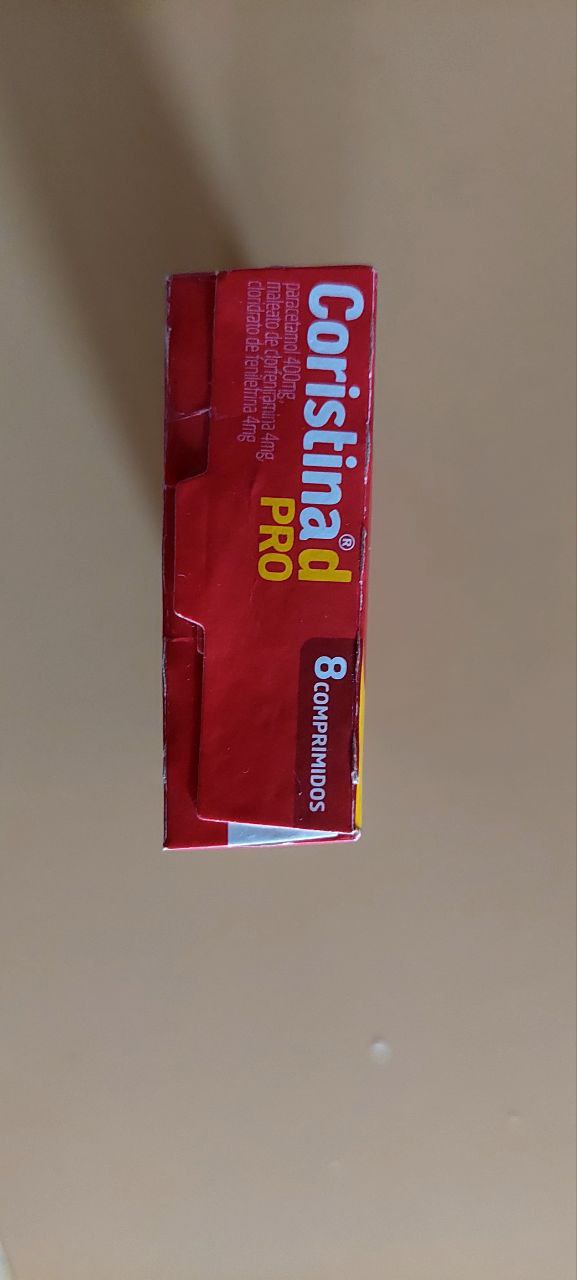 Coristina® d
PRO
paracetamol 400mg,
maleato de clorfeniramina 4mg,
cloridrato de fenilefrina 4mg
8 COMPRIMIDOS